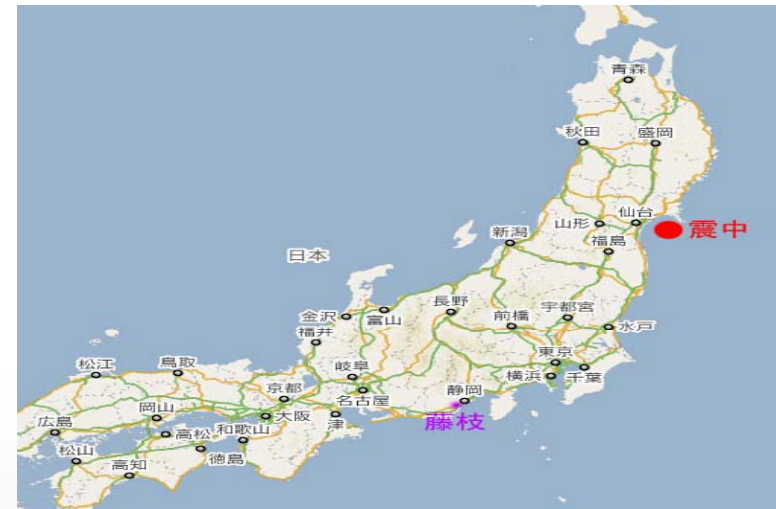 青森
秋田
盛岡
山形
仙台
震中
新潟
福島
日本
長野
前橋
宇都宮
水戸
金沢
富山
福井
東京
横浜
千葉
松江
鳥取
岐阜
京都
名古屋
静岡
藤枝
広島
岡山
大阪
津
高松
和歌山
松山
徳島
高知